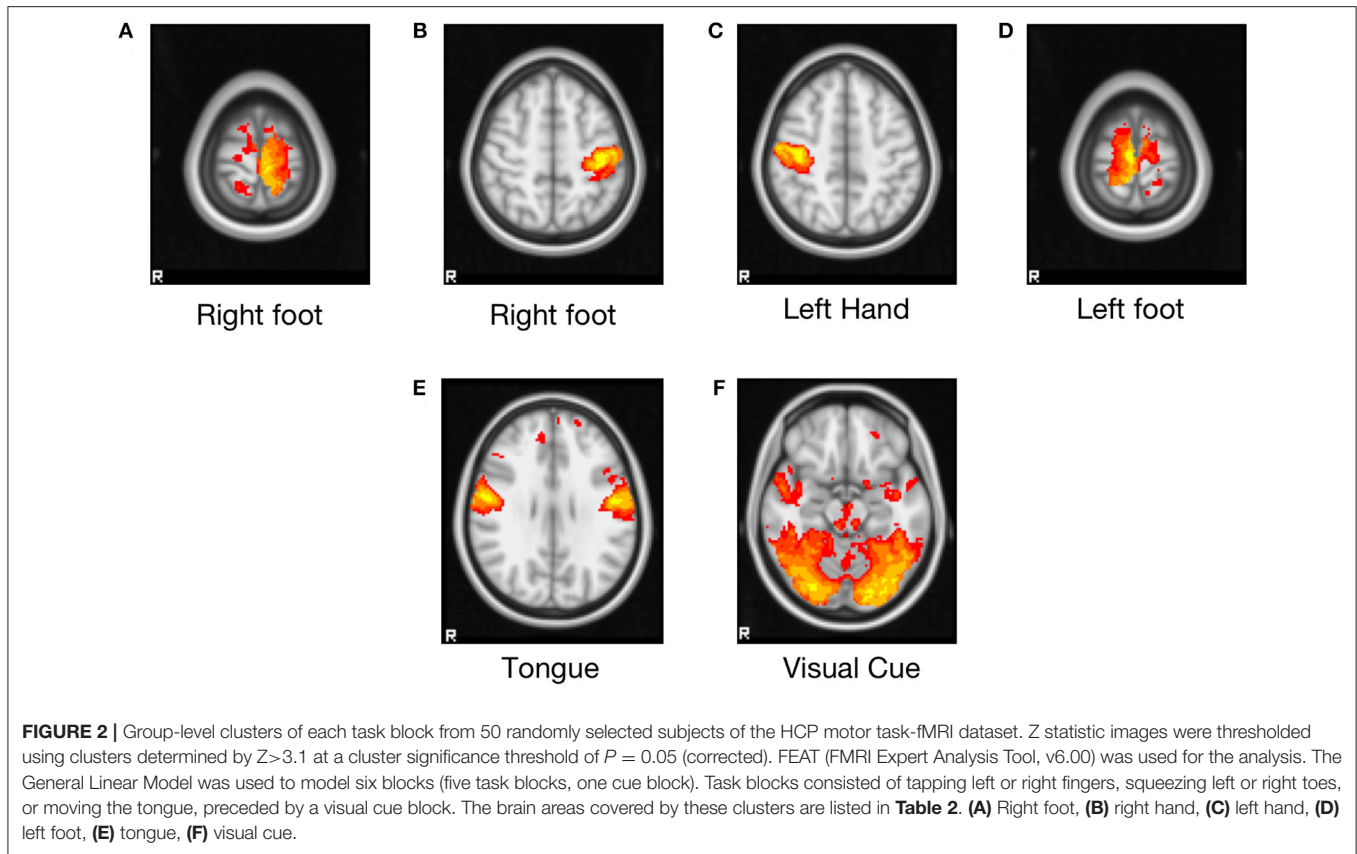 A
B
C
D
R
R
R
R
Right foot
Right foot
Left Hand
Left foot
E
F
R
R
Tongue
Visual Cue
FIGURE 2 | Group-level clusters of each task block from 50 randomly selected subjects of the HCP motor task-fMRI dataset. Z statistic images were thresholded
using clusters determined by Z>3.1 at a cluster significance threshold of P = 0.05 (corrected). FEAT (FMRI Expert Analysis Tool, v6.00) was used for the analysis. The
General Linear Model was used to model six blocks (five task blocks, one cue block). Task blocks consisted of tapping left or right fingers, squeezing left or right toes,
or moving the tongue, preceded by a visual cue block. The brain areas covered by these clusters are listed in Table 2. (A) Right foot, (B) right hand, (C) left hand, (D)
left foot, (E) tongue, (F) visual cue.